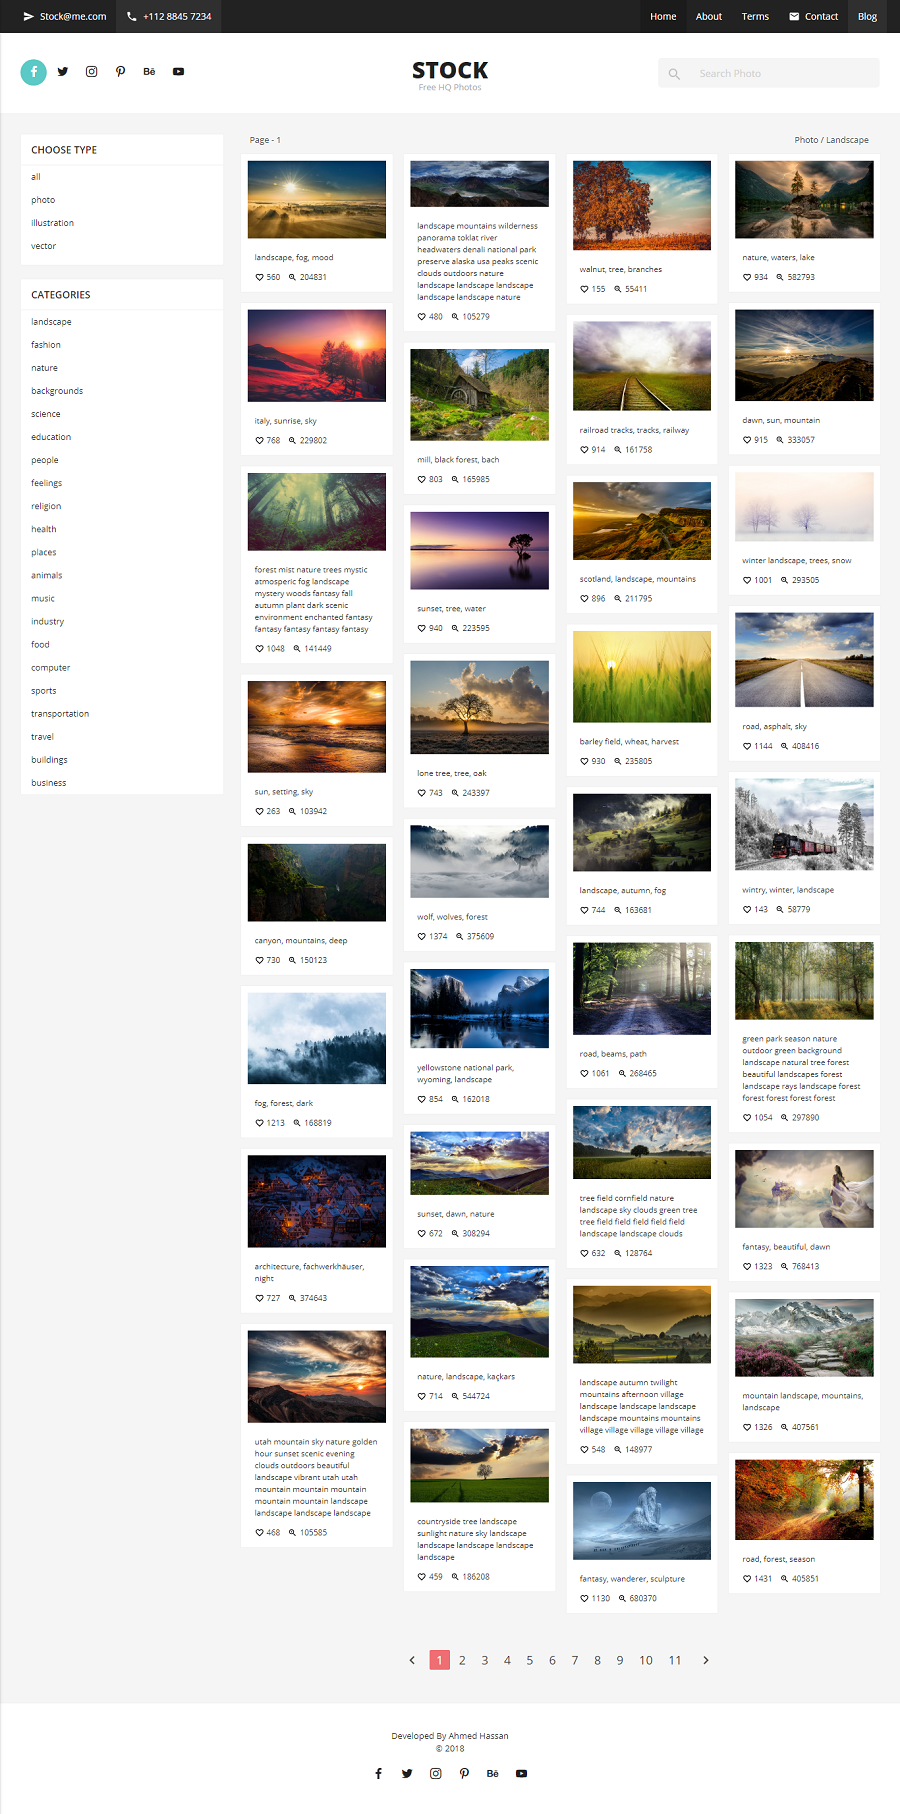 Stock@me.com
+112 8845 7234
Home
About
Terms
Contact
Blog
Bē
STOCK
Free HQ Photos
Search Photo
CHOOSE TYPE
all
photo
illustration
vector
CATEGORIES
landscape
fashion
nature
backgrounds
science
education
people
feelings
religion
health
places
animals
music
industry
food
computer
sports
transportation
travel
buildings
business
Page - 1
Photo / Landscape
landscape, fog, mood
560 204831
italy, sunrise, sky
768 229802
forest mist nature trees mystic
atmosperic fog landscape
mystery woods fantasy fall
autumn plant dark scenic
environment enchanted fantasy
fantasy fantasy fantasy fantasy
1048 141449
sun, setting, sky
263 103942
canyon, mountains, deep
730 150123
fog, forest, dark
1213 168819
architecture, fachwerkhäuser,
night
727 374643
utah mountain sky nature golden
hour sunset scenic evening
clouds outdoors beautiful
landscape vibrant utah utah
mountain mountain mountain
mountain mountain landscape
landscape landscape landscape
468 105585
landscape mountains wilderness
panorama toklat river
headwaters denali national park
preserve alaska usa peaks scenic
clouds outdoors nature
landscape landscape landscape
landscape landscape nature
480 105279
mill, black forest, bach
803 165985
sunset, tree, water
940 223595
lone tree, tree, oak
743 243397
wolf, wolves, forest
1374 375609
yellowstone national park,
wyoming, landscape
854 162018
sunset, dawn, nature
672 308294
nature, landscape, kaçkars
714 544724
countryside tree landscape
sunlight nature sky landscape
landscape landscape landscape
landscape
459 186208
walnut, tree, branches
155 55411
railroad tracks, tracks, railway
914 161758
scotland, landscape, mountains
896 211795
barley field, wheat, harvest
930 235805
landscape, autumn, fog
744 163681
road, beams, path
1061 268465
tree field cornfield nature
landscape sky clouds green tree
tree field field field field field
landscape landscape clouds
632 128764
landscape autumn twilight
mountains afternoon village
landscape landscape landscape
landscape mountains mountains
village village village village village
548 148977
fantasy, wanderer, sculpture
1130 680370
nature, waters, lake
934 582793
dawn, sun, mountain
915 333057
winter landscape, trees, snow
1001 293505
road, asphalt, sky
1144 408416
wintry, winter, landscape
143 58779
green park season nature
outdoor green background
landscape natural tree forest
beautiful landscapes forest
landscape rays landscape forest
forest forest forest forest
1054 297890
fantasy, beautiful, dawn
1323 768413
mountain landscape, mountains,
landscape
1326 407561
road, forest, season
1431 405851
1 2 3 4 5 6 7 8 9 10 11
Developed By Ahmed Hassan
© 2018
Bē